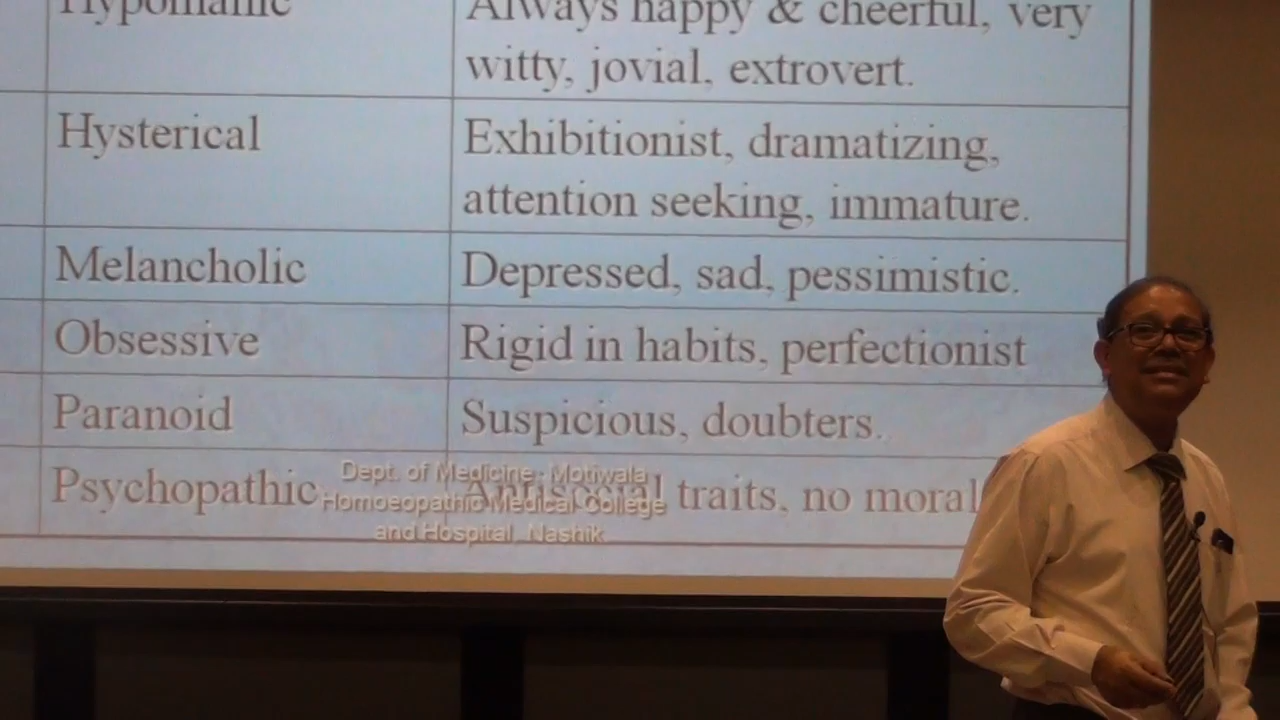 Hypomanic
Always happy & cheerful, very
witty, jovial, extrovert.
Hysterical
Exhibitionist, dramatizing,
attention seeking, immature.
Melancholic
Depressed, sad, pessimistic.
Obsessive
Rigid in habits, perfectionist
Paranoid
Suspicious, doubters.
Psychopathic
Antisocial traits, no moral
Dept. of Medicine, Motiwala
Homoeopathic Medical College
and Hospital, Nashik